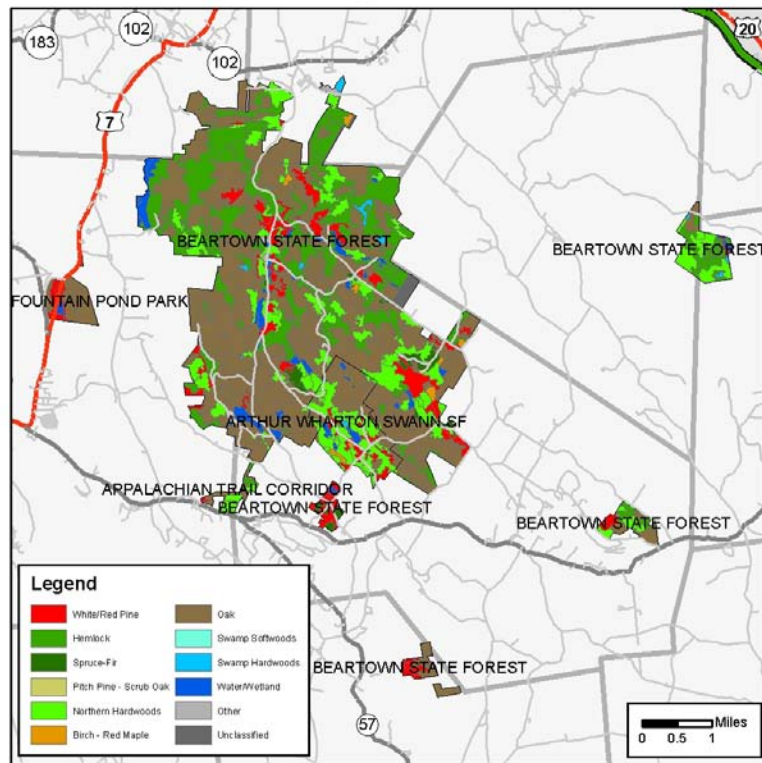 102
183
102
20
7
BEARTOWN STATE FOREST
BEARTOWN STATE FOREST
FOUNTAIN POND PARK
ARTHUR WHARTON SWANN SF
APPALACHIAN TRAIL CORRIDOR
BEARTOWN STATE FOREST
BEARTOWN STATE FOREST
BEARTOWN STATE FOREST
57
Legend
White/Red Pine
Hemlock
Spruce-Fir
Pitch Pine - Scrub Oak
Northern Hardwoods
Birch - Red Maple
Oak
Swamp Softwoods
Swamp Hardwoods
Water/Wetland
Other
Unclassified
Miles
0 0.5 1